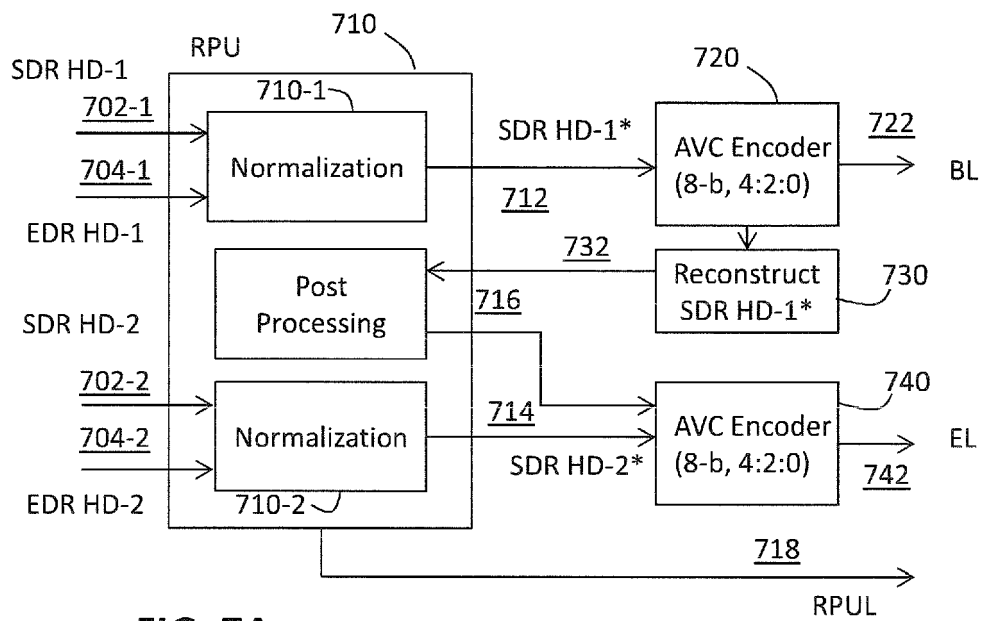 RPU
710
SDR HD-1
702-1
704-1
EDR HD-1
710-1
Normalization
SDR HD-1*
712
720
AVC Encoder
(8-b, 4:2:0)
722
BL
732
Reconstruct
SDR HD-1*
730
Post
Processing
716
SDR HD-2
702-2
704-2
EDR HD-2
Normalization
710-2
714
SDR HD-2*
740
AVC Encoder
(8-b, 4:2:0)
EL
742
718
RPUL